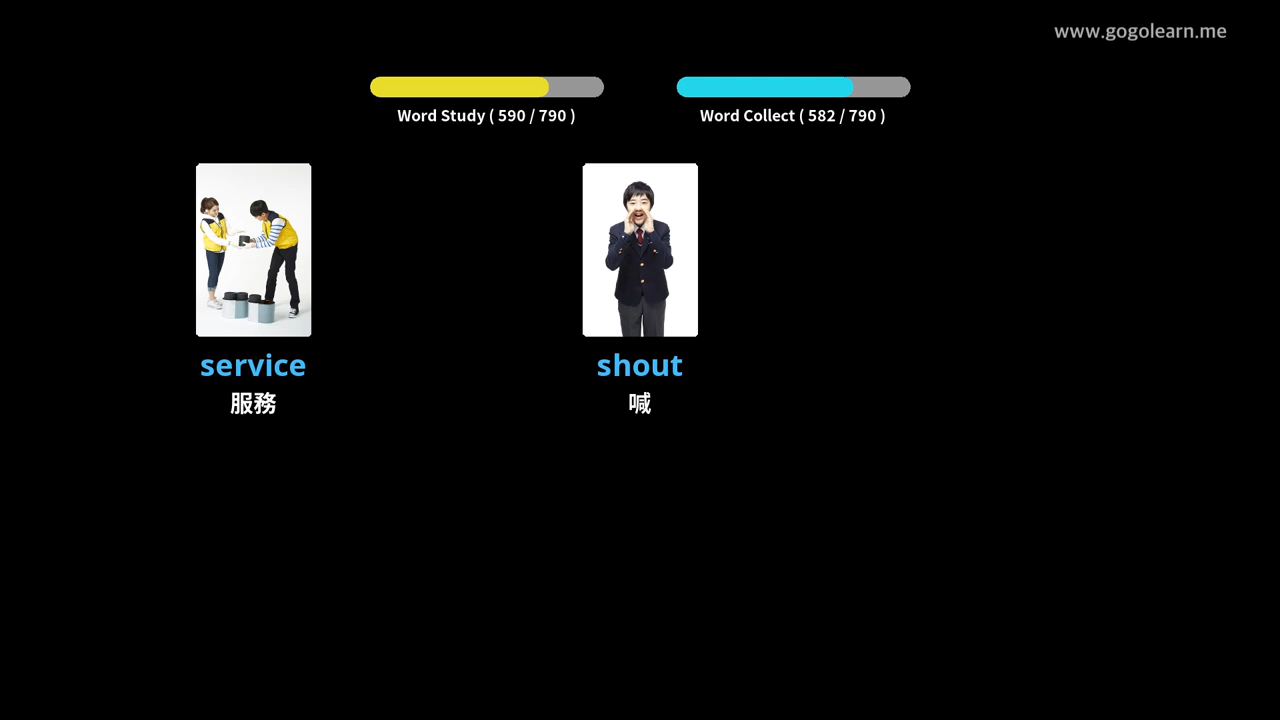 www.gogolearn.me
Word Study ( 590 / 790 )
Word Collect ( 582 / 790 )
service
服務
shout
喊